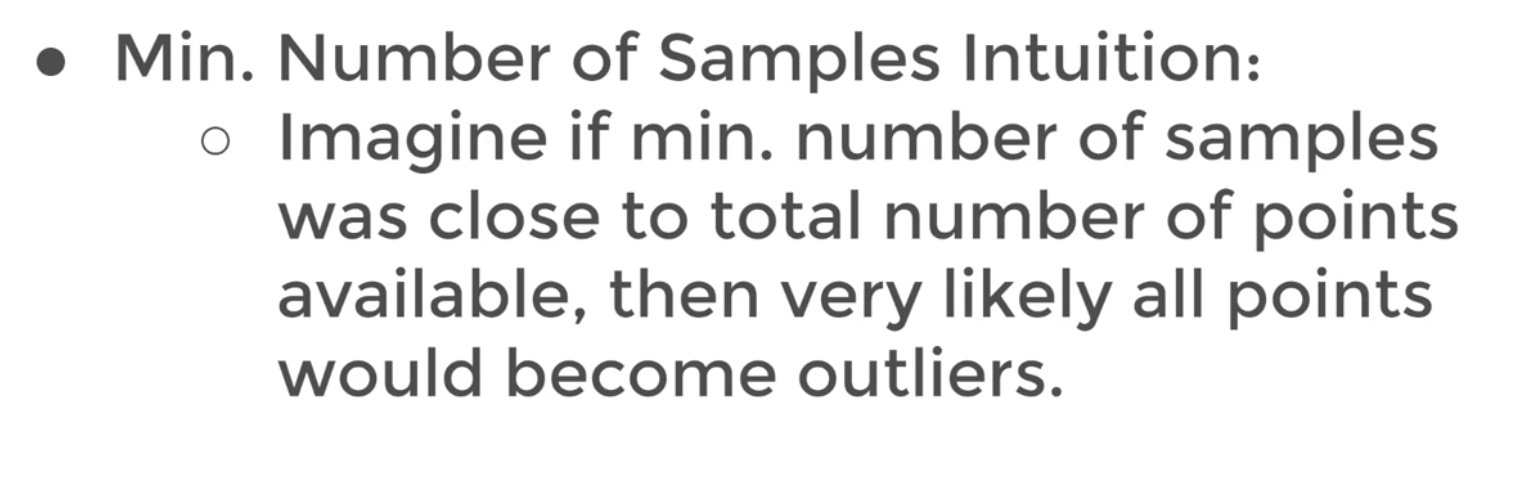 ● Min. Number of Samples Intuition:
○ Imagine if min. number of samples
was close to total number of points
available, then very likely all points
would become outliers.